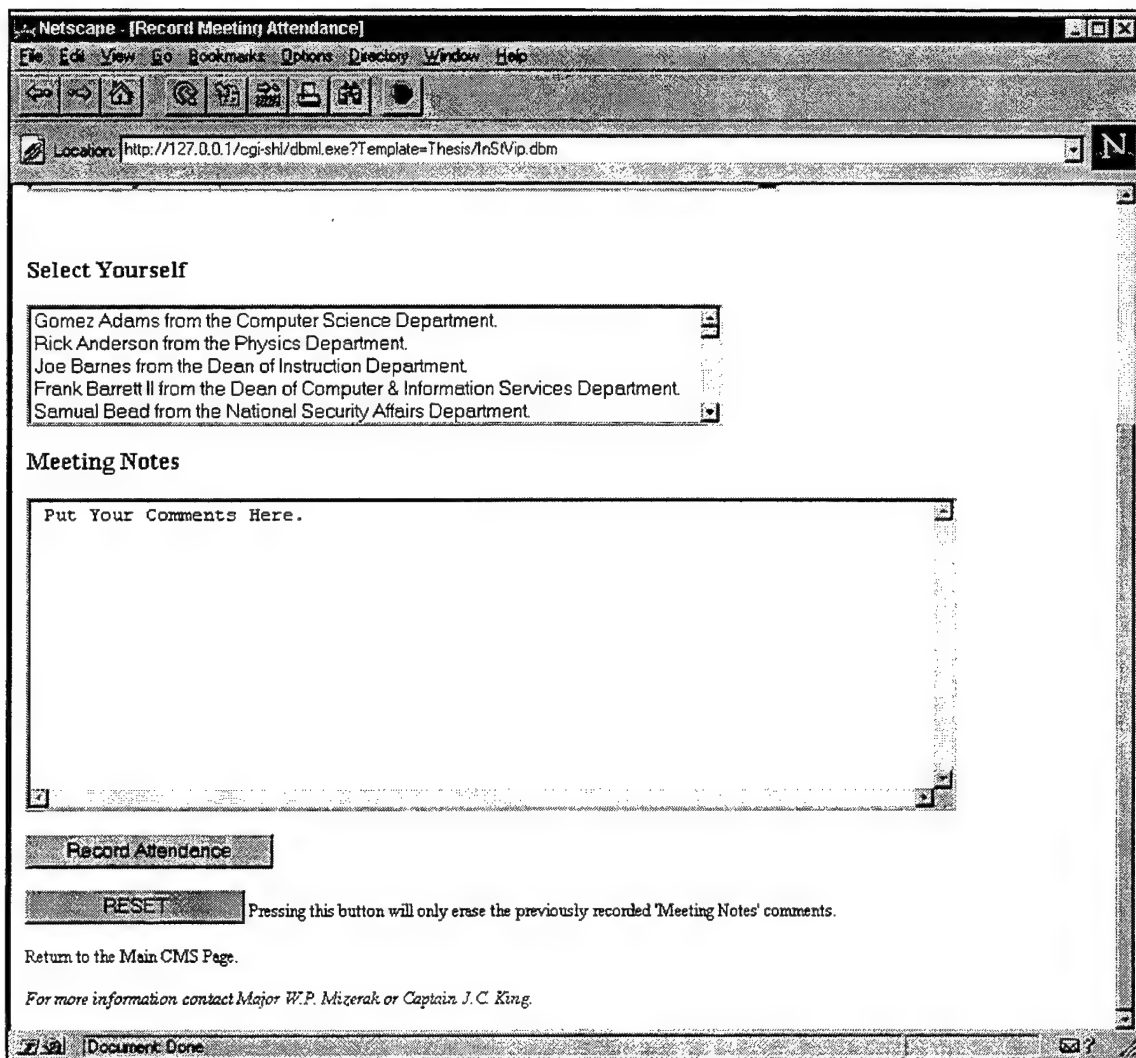 Netscape - [Record Meeting Attendance]
File Edit View Go Bookmarks Options Directory Window Help
Location: http://127.0.0.1/cgi-shl/dbml.exe?Template=Thesis/InStVip.dbm
N
Select Yourself
Gomez Adams from the Computer Science Department.
Rick Anderson from the Physics Department.
Joe Barnes from the Dean of Instruction Department.
Frank Barrett II from the Dean of Computer & Information Services Department.
Samual Bead from the National Security Affairs Department.
Meeting Notes
Put Your Comments Here.
Record Attendance
RESET Pressing this button will only erase the previously recorded 'Meeting Notes' comments.
Return to the Main CMS Page.
For more information contact Major W.P. Mizerak or Captain J.C. King.
Document: Done
?